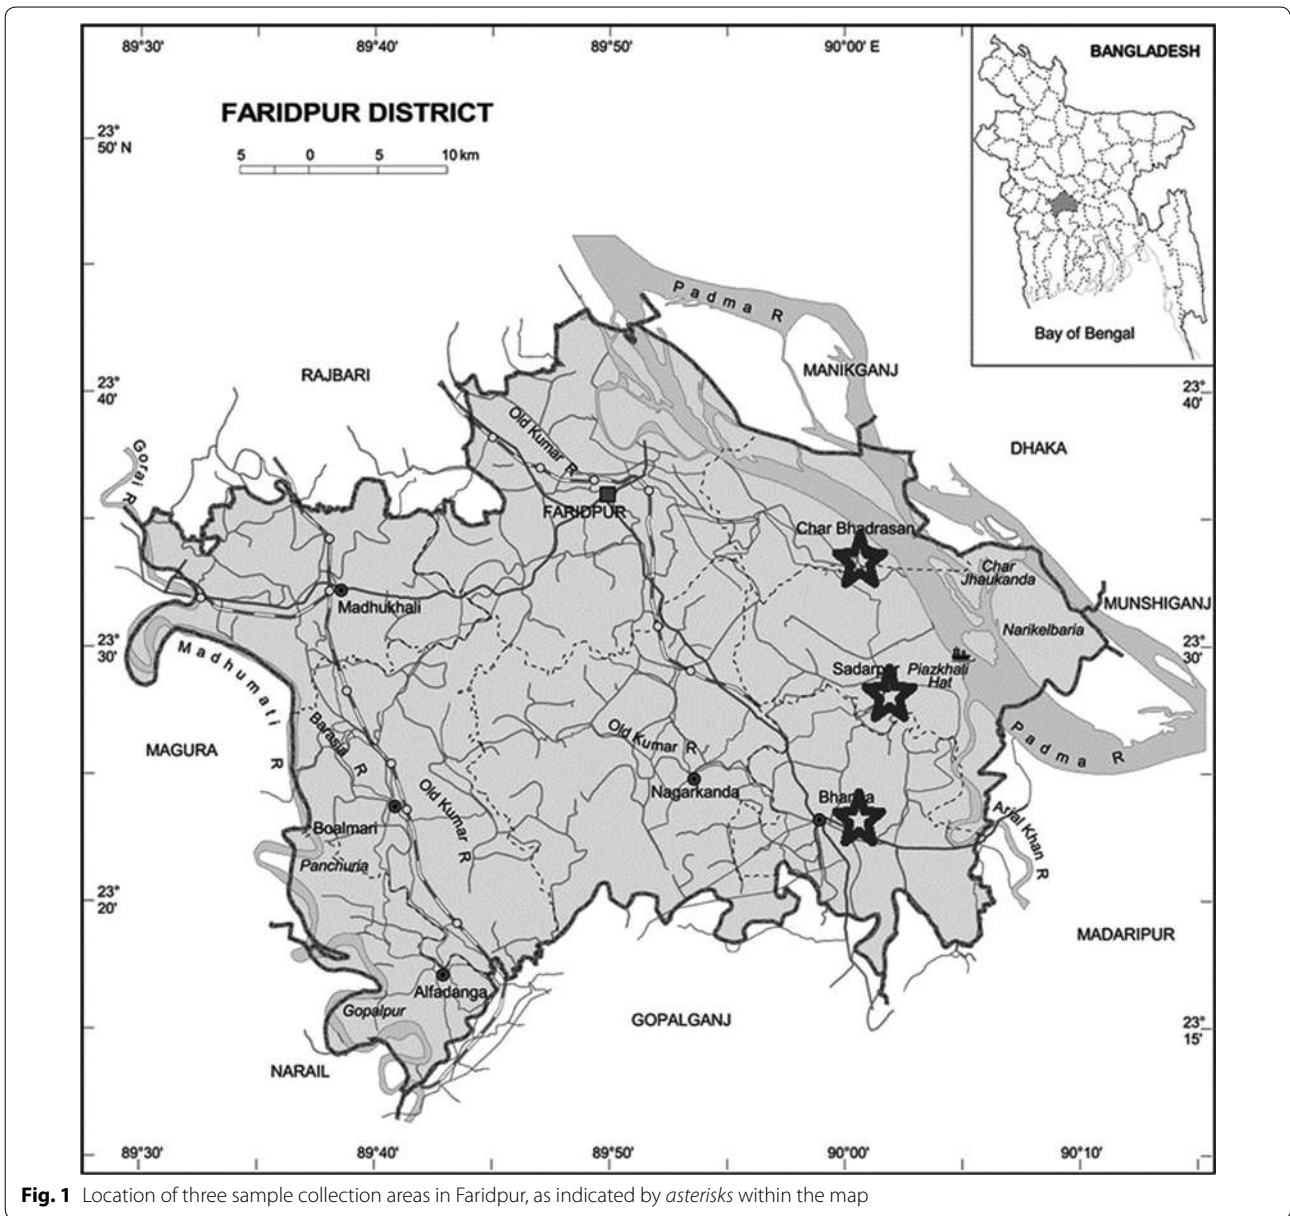 89°30'
89°40'
89°50'
90°00' E
BANGLADESH
FARIDPUR DISTRICT
23°
50' N
5 0 5 10 km
Padma R
Bay of Bengal
RAJBARI
MANIKGANJ
23°
40'
23°
40'
DHAKA
Old Kumar R
Gorai R
FARIDPUR
Char Bhadrasan
Char
Jhaukanda
Madhukhali
MUNSHIGANJ
Narikelbaria
23°
30'
23°
30'
Madhumati R
Sadarpur
Piazkhali
Hat
Barasia R
Old Kumar R
Padma R
MAGURA
Nagarkanda
Bhanga
Old Kumar R
Boalmari
Arial Khan R
Panchuria
23°
20'
MADARIPUR
Alfadanga
Gopalpur
GOPALGANJ
23°
15'
NARAIL
89°30'
89°40'
89°50'
90°00'
90°10'
Fig. 1 Location of three sample collection areas in Faridpur, as indicated by asterisks within the map